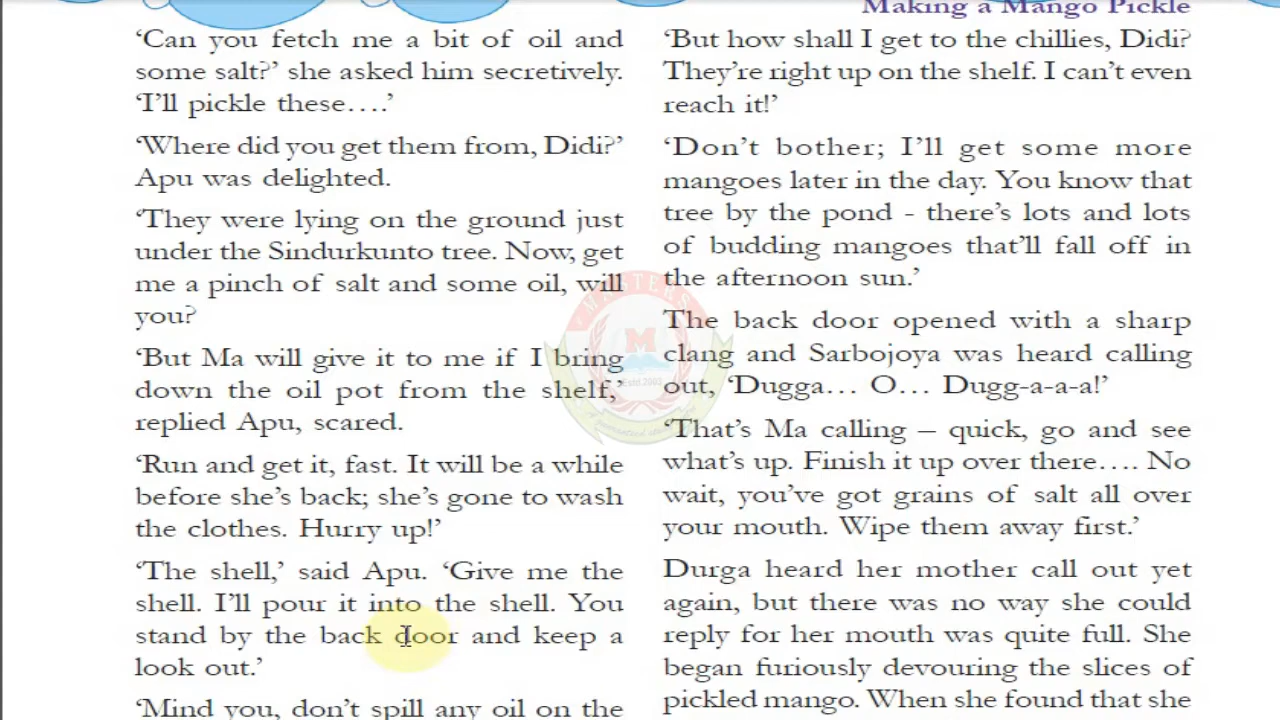 Making a Mango Pickle
‘Can you fetch me a bit of oil and
some salt?’ she asked him secretively.
‘I’ll pickle these….’
‘Where did you get them from, Didi?’
Apu was delighted.
‘They were lying on the ground just
under the Sindurkunto tree. Now, get
me a pinch of salt and some oil, will
you?
‘But Ma will give it to me if I bring
down the oil pot from the shelf,’
replied Apu, scared.
‘Run and get it, fast. It will be a while
before she’s back; she’s gone to wash
the clothes. Hurry up!’
‘The shell,’ said Apu. ‘Give me the
shell. I’ll pour it into the shell. You
stand by the back door and keep a
look out.’
‘Mind you, don’t spill any oil on the
‘But how shall I get to the chillies, Didi?
They’re right up on the shelf. I can’t even
reach it!’
‘Don’t bother; I’ll get some more
mangoes later in the day. You know that
tree by the pond - there’s lots and lots
of budding mangoes that’ll fall off in
the afternoon sun.’
The back door opened with a sharp
clang and Sarbojoya was heard calling
out, ‘Dugga… O… Dugg-a-a-a!’
‘That’s Ma calling – quick, go and see
what’s up. Finish it up over there…. No
wait, you’ve got grains of salt all over
your mouth. Wipe them away first.’
Durga heard her mother call out yet
again, but there was no way she could
reply for her mouth was quite full. She
began furiously devouring the slices of
pickled mango. When she found that she
MASTERS
M
Estd.2002